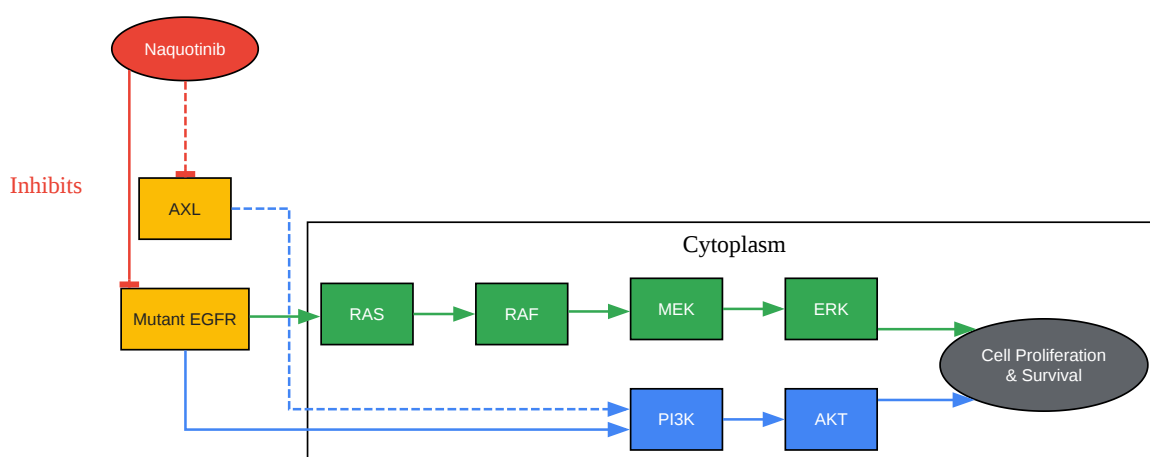 Naquotinib
Inhibits
AXL
Cytoplasm
Mutant EGFR
RAS
RAF
MEK
ERK
Cell Proliferation
& Survival
PI3K
AKT